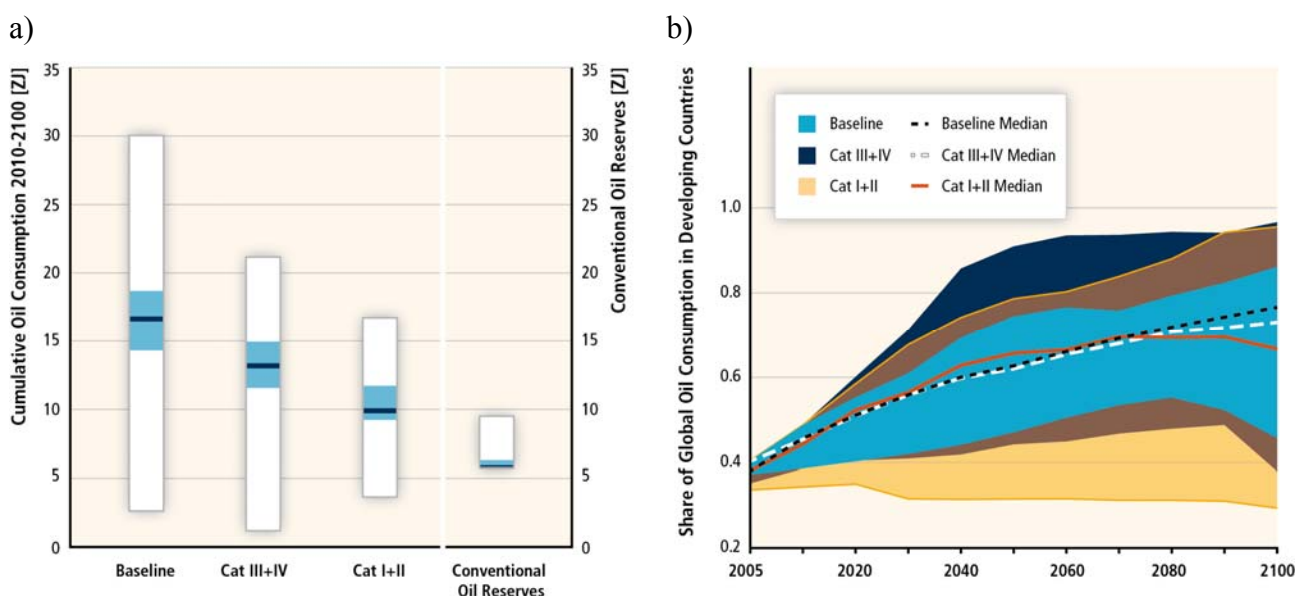 a)
Cumulative Oil Consumption 2010-2100 [ZJ]
35
30
25
20
15
10
5
0
Baseline
Cat III+IV
Cat I+II
Conventional
Oil Reserves
35
30
25
20
15
10
5
0
Conventional Oil Reserves [ZJ]
b)
Share of Global Oil Consumption in Developing Countries
Baseline
Cat III+IV
Cat I+II
Baseline Median
Cat III+IV Median
Cat I+II Median
1.0
0.8
0.6
0.4
0.2
2005
2020
2040
2060
2080
2100